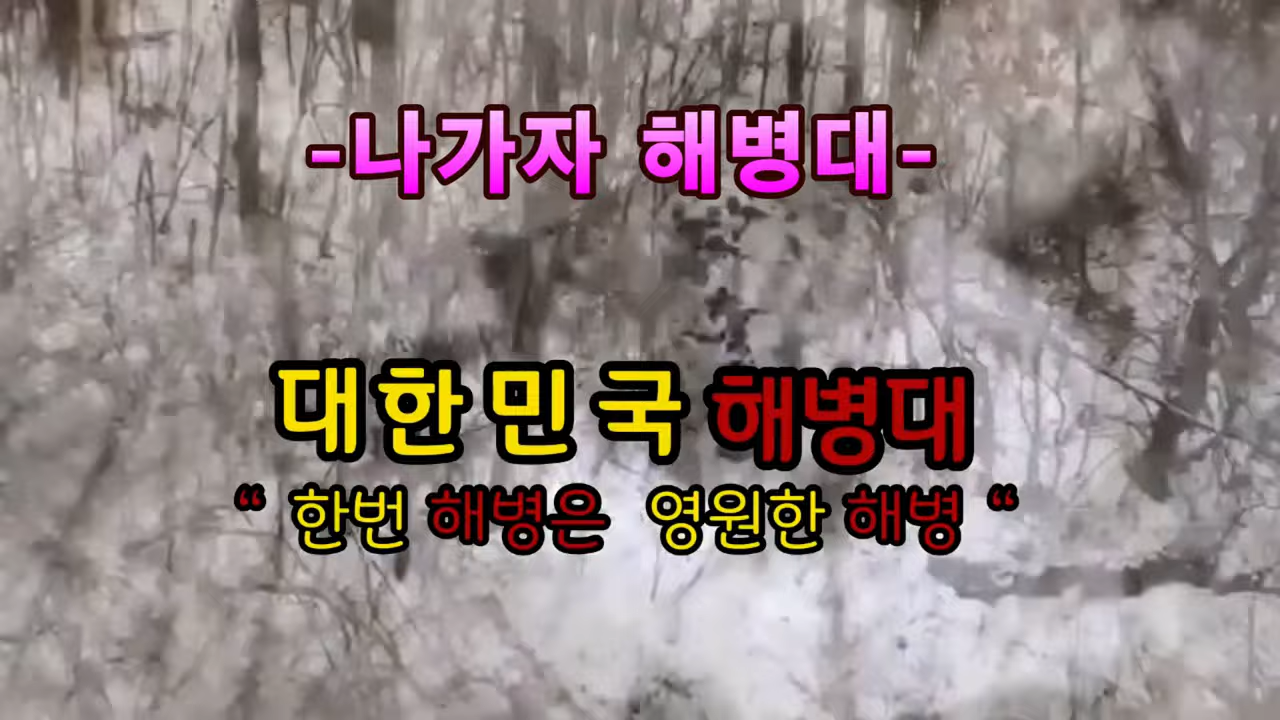 -나가자 해병대-
대한민국 해병대
“ 한번 해병은 영원한 해병 “